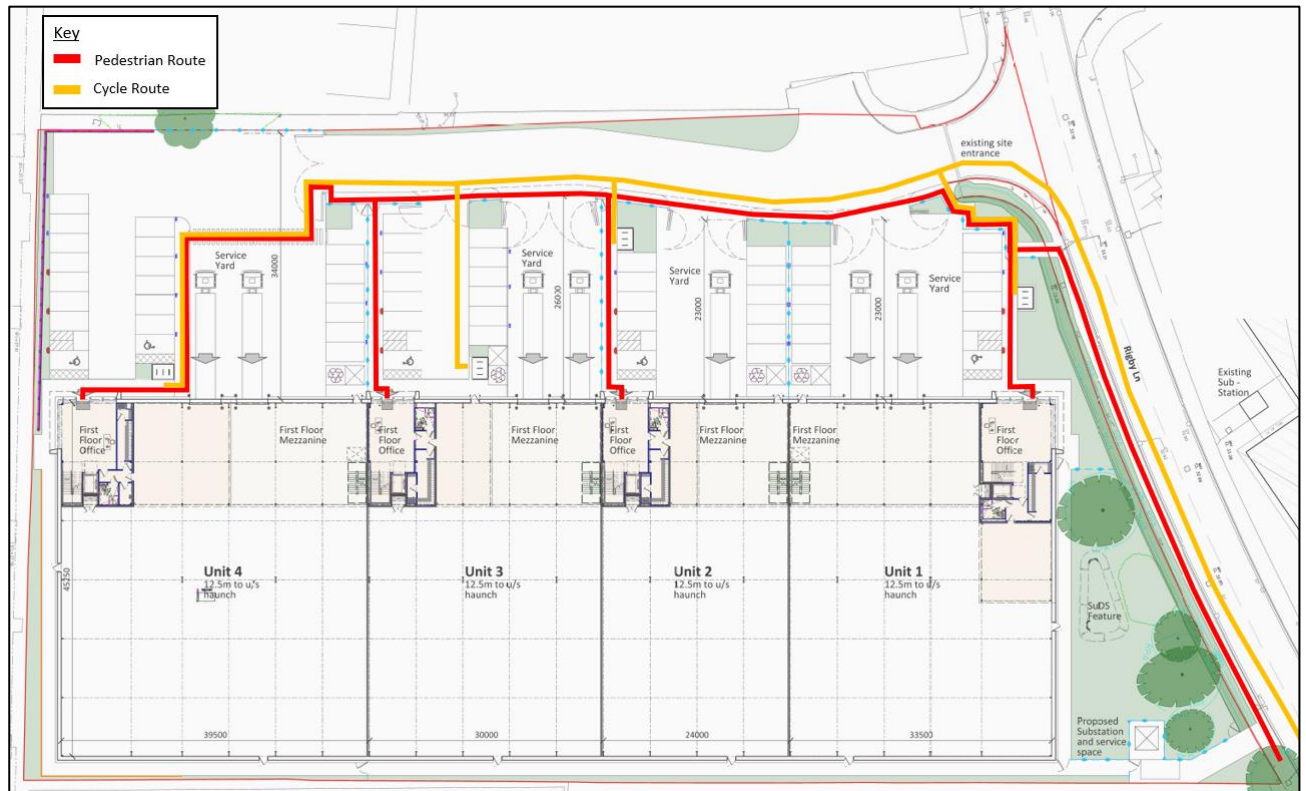 Key
Pedestrian Route
Cycle Route
existing site
entrance
Service
Yard
34000
Service
Yard
26000
Service
Yard
23000
23000
Service
Yard
Rigby Ln
Existing
Sub -
Station
First
Floor
Office
First Floor
Mezzanine
First
Floor
Office
First Floor
Mezzanine
First
Floor
Office
First Floor
Mezzanine
First Floor
Mezzanine
First
Floor
Office
45250
Unit 4
12.5m to u/s
haunch
Unit 3
12.5m to u/s
haunch
Unit 2
12.5m to u/s
haunch
Unit 1
12.5m to u/s
haunch
SuDS
Feature
Proposed
Substation
and service
space
39500
30000
24000
33500